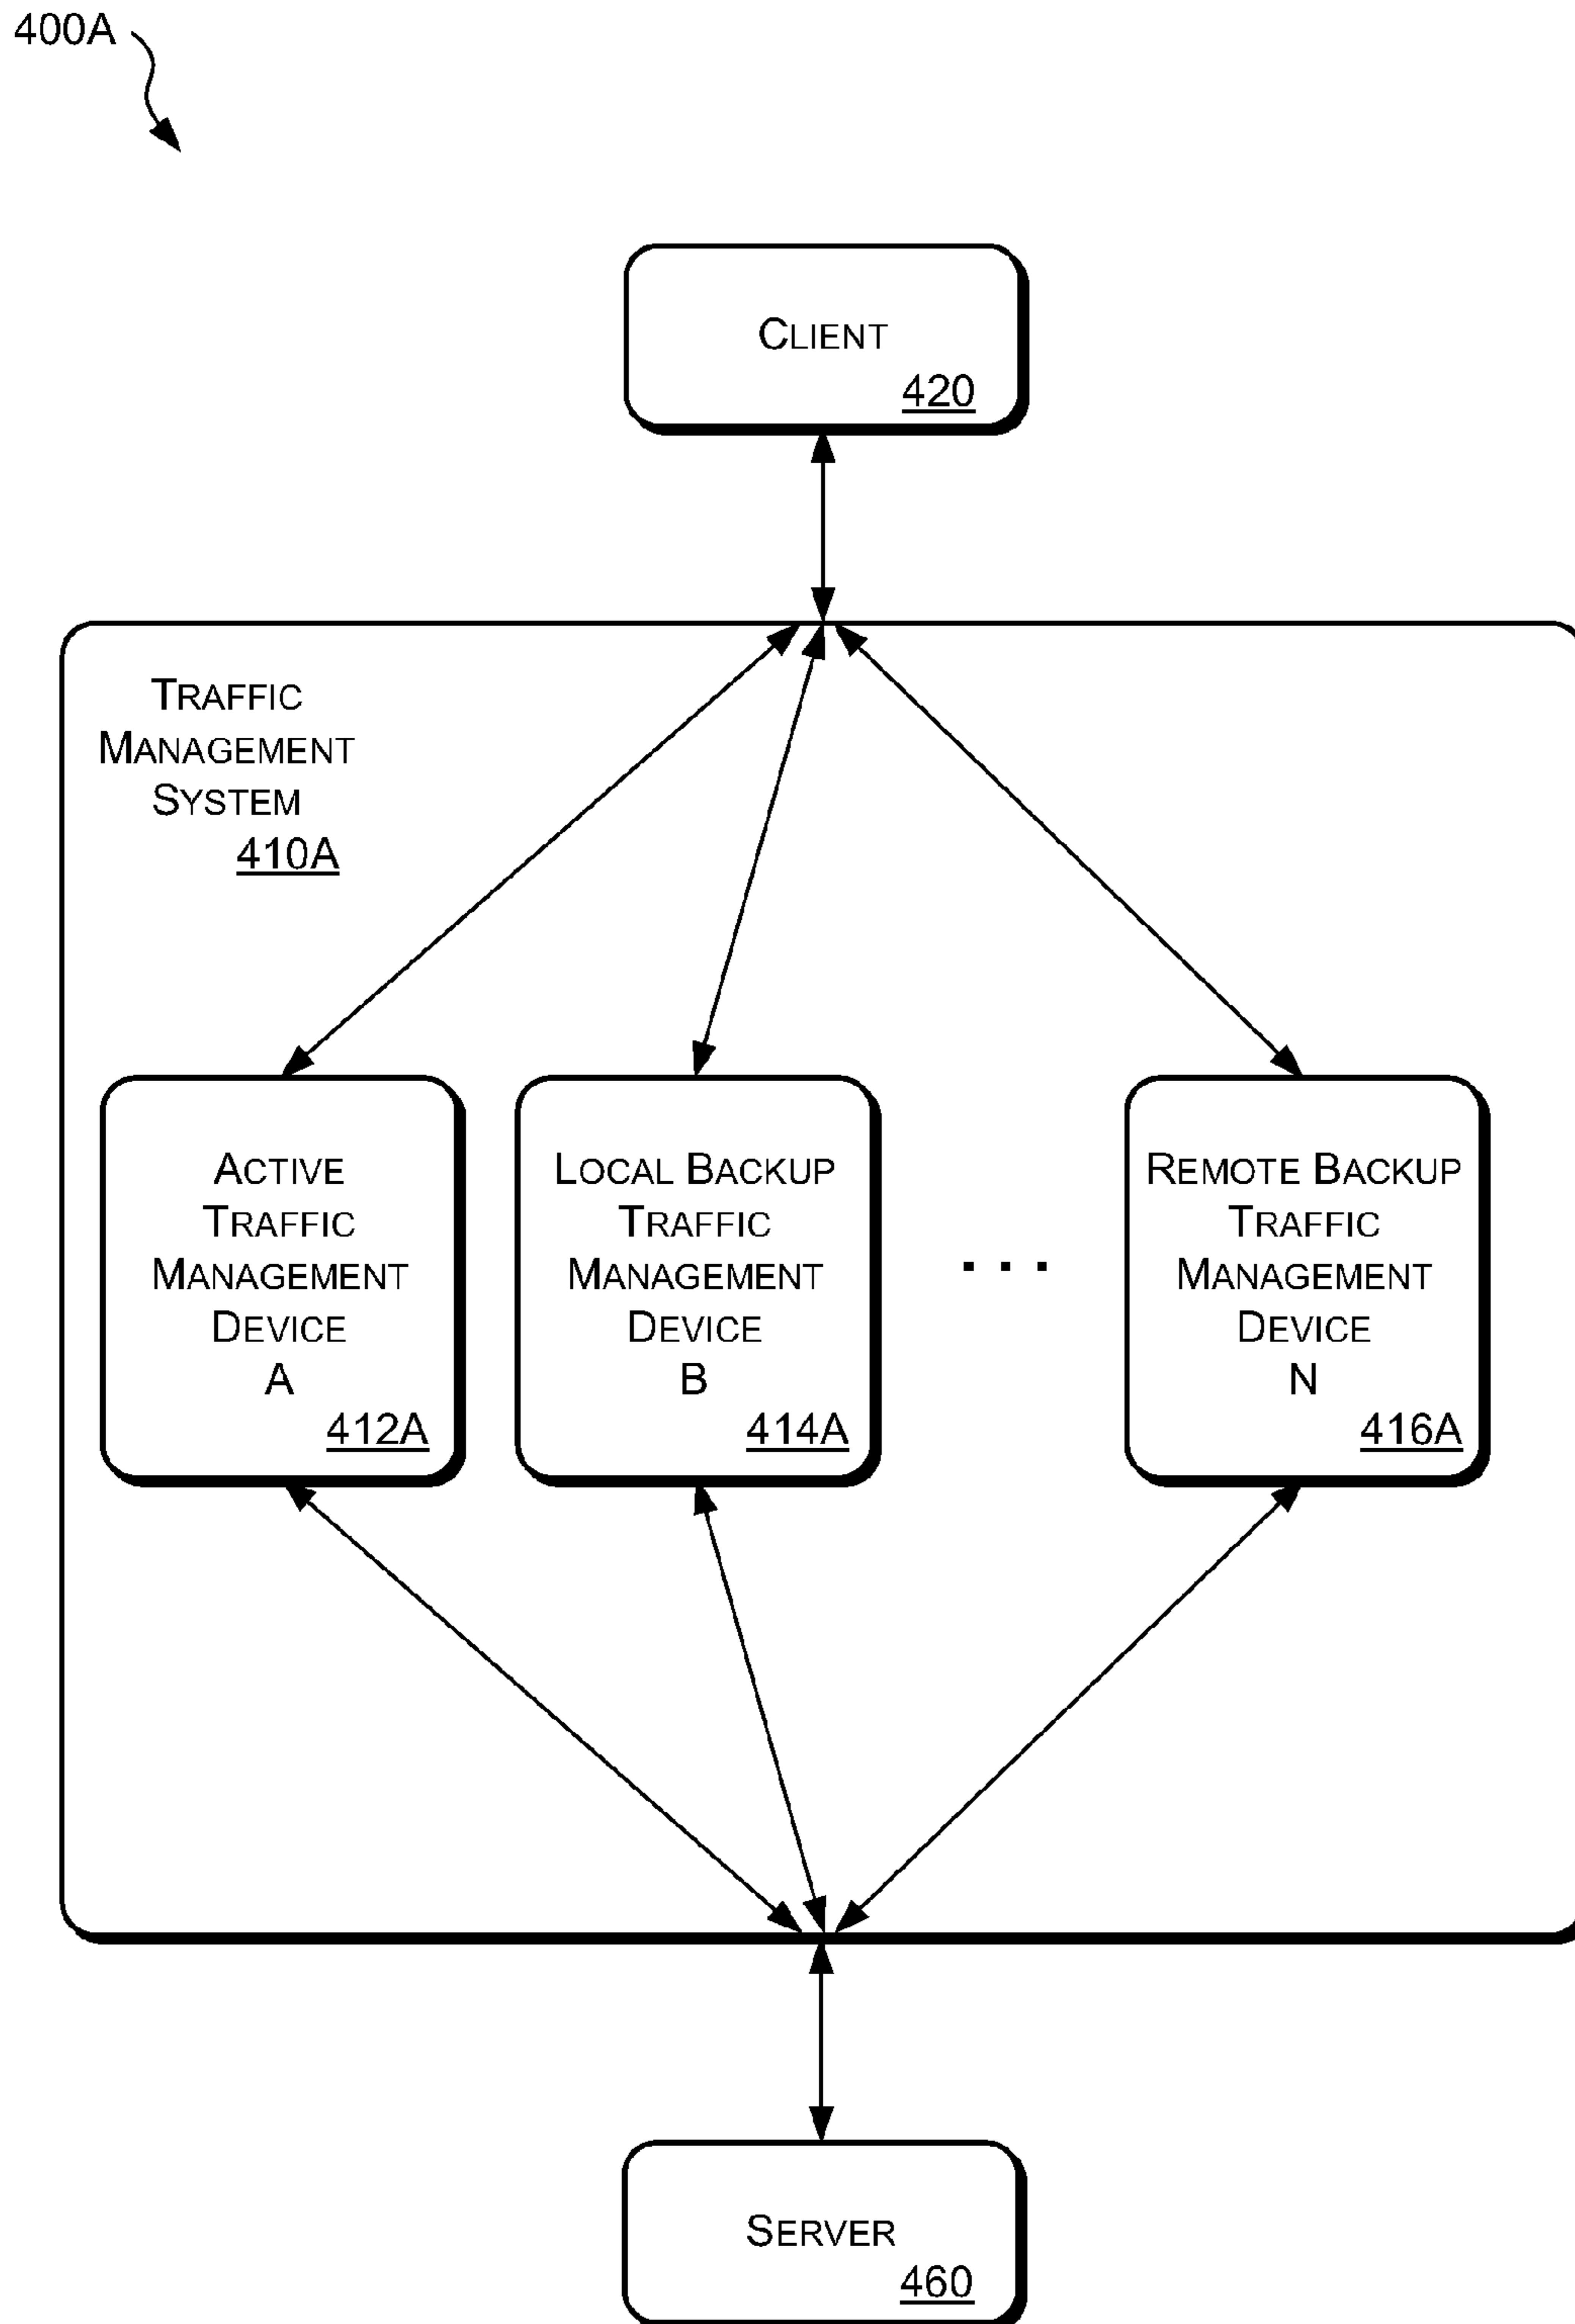 400A
CLIENT
420
TRAFFIC
MANAGEMENT
SYSTEM
410A
ACTIVE
TRAFFIC
MANAGEMENT
DEVICE
A
412A
LOCAL BACKUP
TRAFFIC
MANAGEMENT
DEVICE
B
414A
. . .
REMOTE BACKUP
TRAFFIC
MANAGEMENT
DEVICE
N
416A
SERVER
460